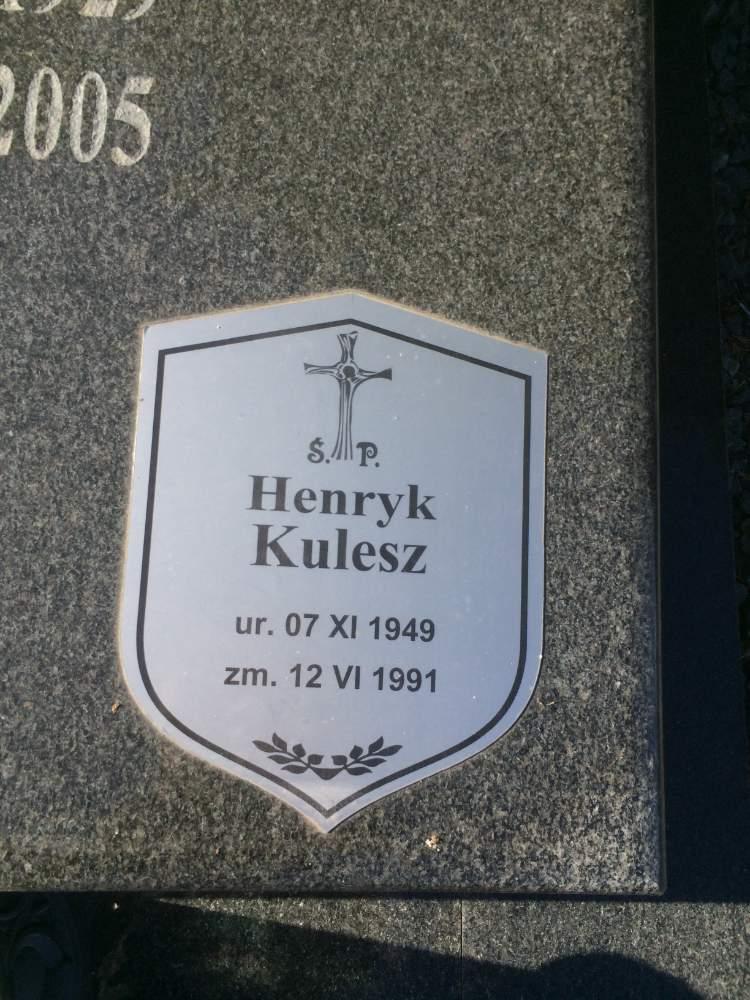 2005
Ś. P.
Henryk
Kulesz
ur. 07 XI 1949
zm. 12 VI 1991